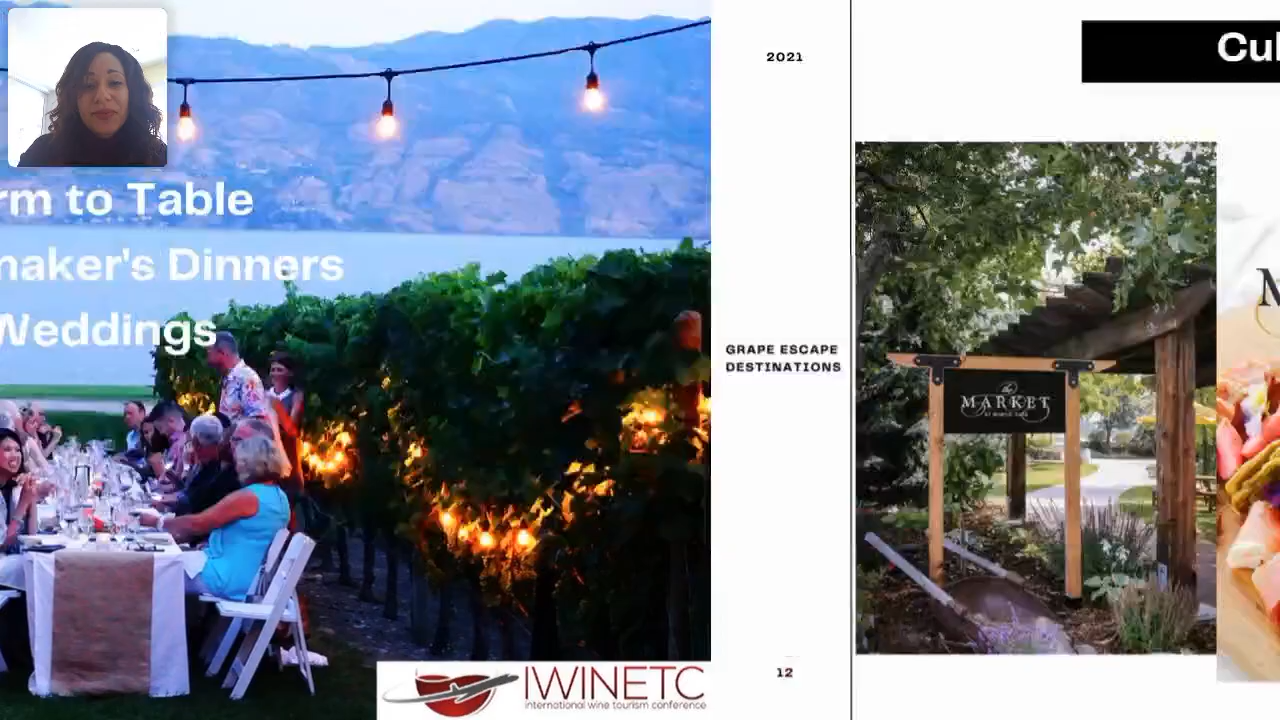 rm to Table
naker's Dinners
Weddings
IWINETC
international wine tourism conference
2021
GRAPE ESCAPE
DESTINATIONS
12
Cul
the
MARKET
M